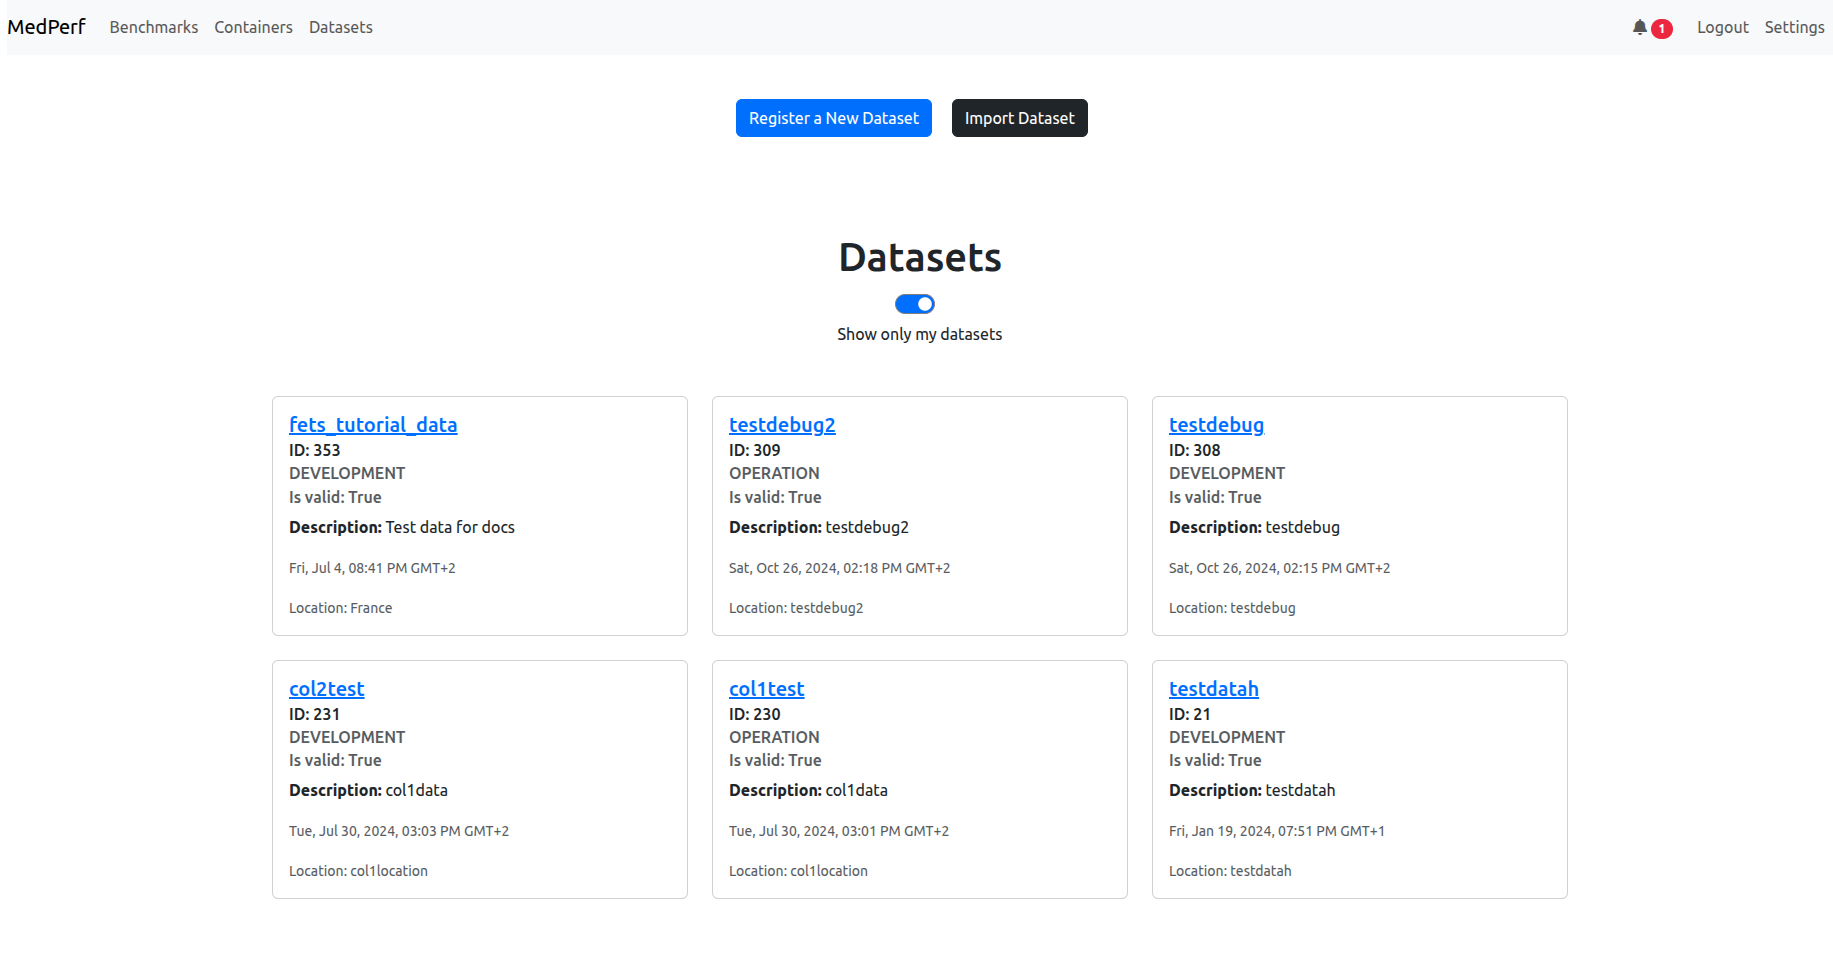 MedPerf Benchmarks Containers Datasets 1 Logout Settings
Register a New Dataset Import Dataset
Datasets
Show only my datasets
fets_tutorial_data
ID: 353
DEVELOPMENT
Is valid: True
Description: Test data for docs
Fri, Jul 4, 08:41 PM GMT+2
Location: France
testdebug2
ID: 309
OPERATION
Is valid: True
Description: testdebug2
Sat, Oct 26, 2024, 02:18 PM GMT+2
Location: testdebug2
testdebug
ID: 308
DEVELOPMENT
Is valid: True
Description: testdebug
Sat, Oct 26, 2024, 02:15 PM GMT+2
Location: testdebug
col2test
ID: 231
DEVELOPMENT
Is valid: True
Description: col1data
Tue, Jul 30, 2024, 03:03 PM GMT+2
Location: col1location
col1test
ID: 230
OPERATION
Is valid: True
Description: col1data
Tue, Jul 30, 2024, 03:01 PM GMT+2
Location: col1location
testdatah
ID: 21
DEVELOPMENT
Is valid: True
Description: testdatah
Fri, Jan 19, 2024, 07:51 PM GMT+1
Location: testdatah